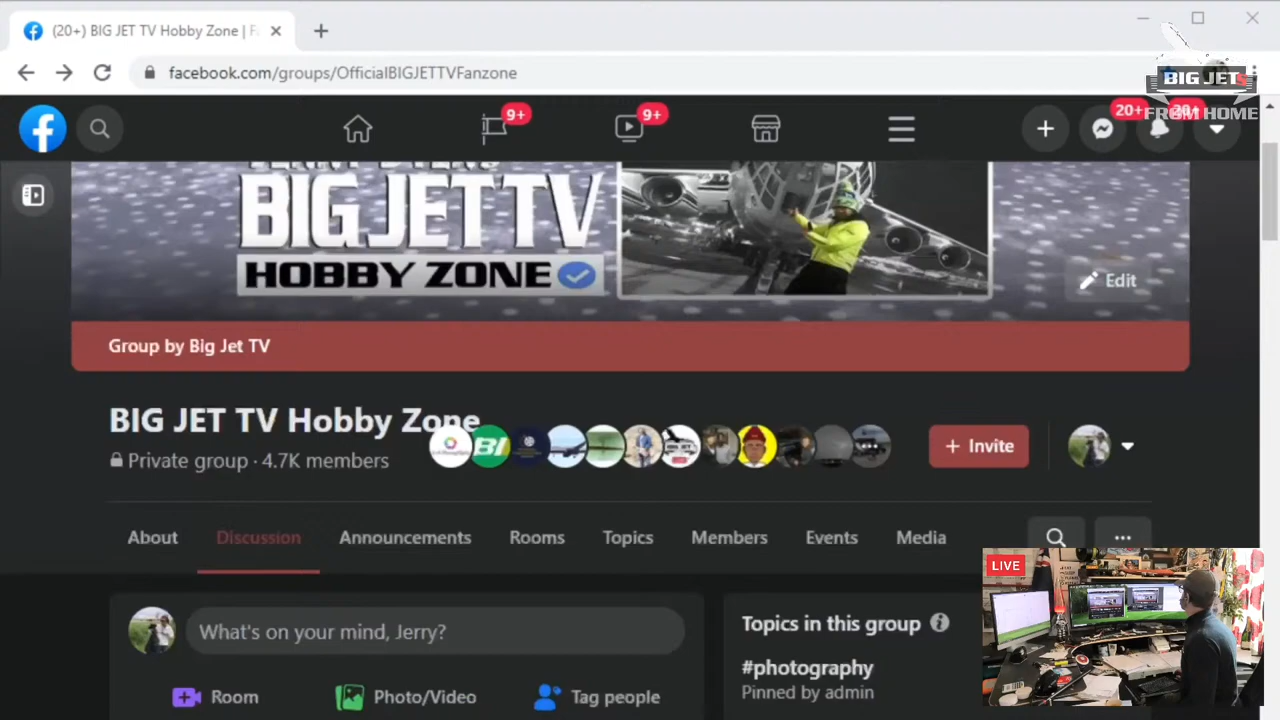 (20+) BIG JET TV Hobby Zone | F
facebook.com/groups/OfficialBIGJETTVFanzone
BIG JETS
FROM HOME
9+
9+
20+
20+
BIG JET TV
HOBBY ZONE
Edit
Group by Big Jet TV
BIG JET TV Hobby Zone
Private group · 4.7K members
BI
+ Invite
About
Discussion
Announcements
Rooms
Topics
Members
Events
Media
LIVE
What's on your mind, Jerry?
Topics in this group
#photography
Pinned by admin
Room
Photo/Video
Tag people